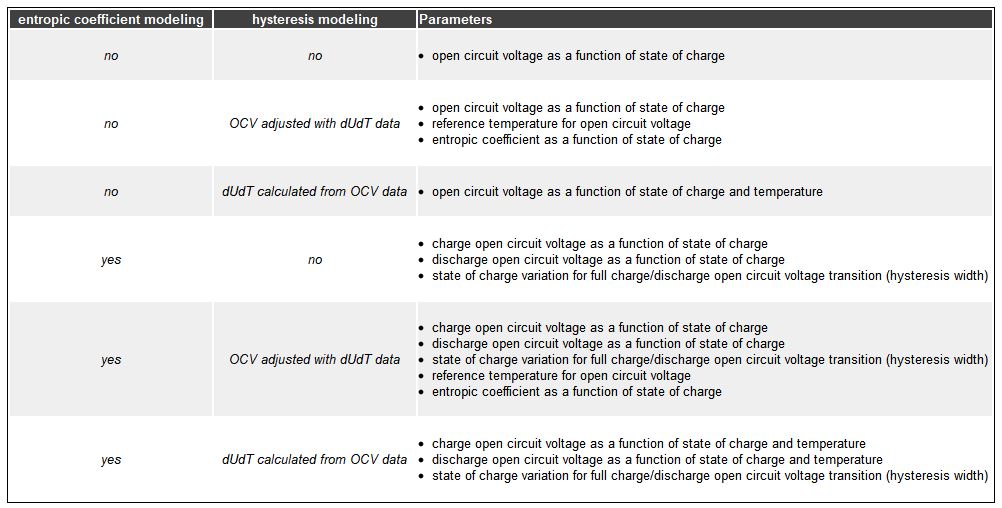 entropic coefficient modeling hysteresis modeling Parameters
no no • open circuit voltage as a function of state of charge
• open circuit voltage as a function of state of charge
no OCV adjusted with dUdT data • reference temperature for open circuit voltage
• entropic coefficient as a function of state of charge
no dUdT calculated from OCV data • open circuit voltage as a function of state of charge and temperature
• charge open circuit voltage as a function of state of charge
yes no • discharge open circuit voltage as a function of state of charge
• state of charge variation for full charge/discharge open circuit voltage transition (hysteresis width)
• charge open circuit voltage as a function of state of charge
• discharge open circuit voltage as a function of state of charge
yes OCV adjusted with dUdT data • state of charge variation for full charge/discharge open circuit voltage transition (hysteresis width)
• reference temperature for open circuit voltage
• entropic coefficient as a function of state of charge
• charge open circuit voltage as a function of state of charge and temperature
yes dUdT calculated from OCV data • discharge open circuit voltage as a function of state of charge and temperature
• state of charge variation for full charge/discharge open circuit voltage transition (hysteresis width)